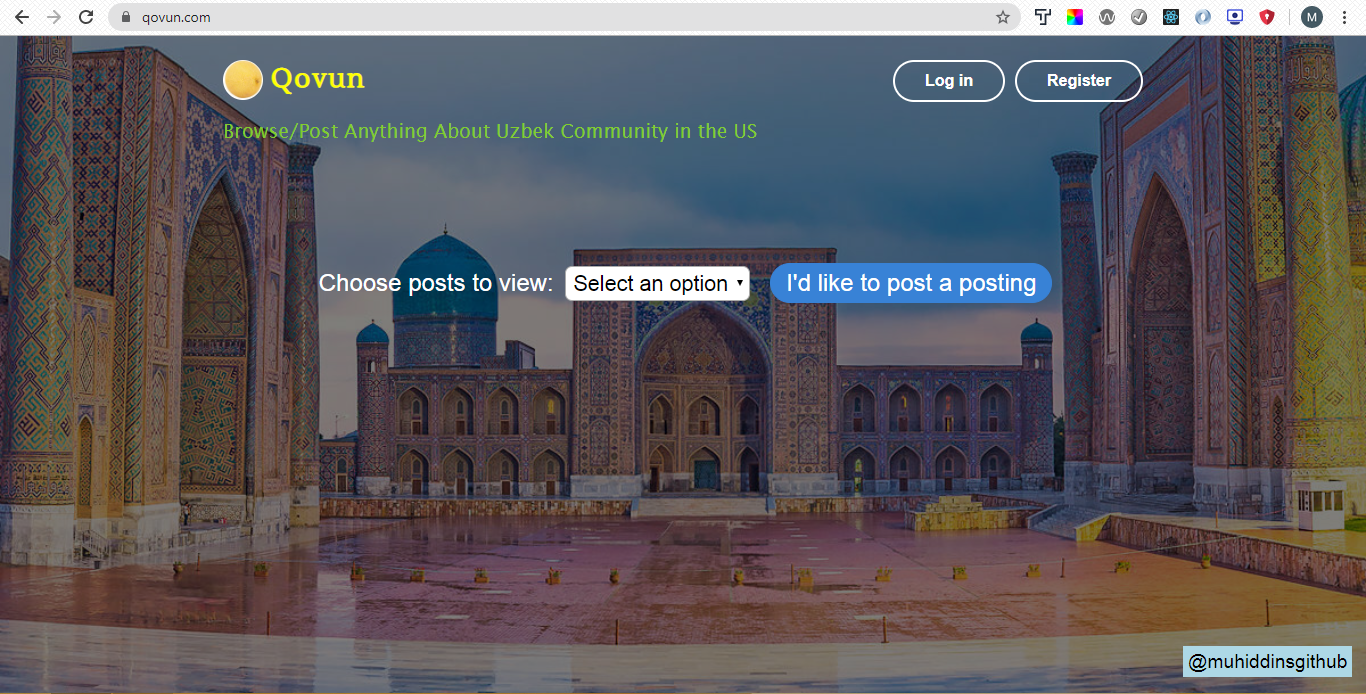 qovun.com
M
Qovun
Log in
Register
Browse/Post Anything About Uzbek Community in the US
Choose posts to view: Select an option I'd like to post a posting
@muhiddinsgithub